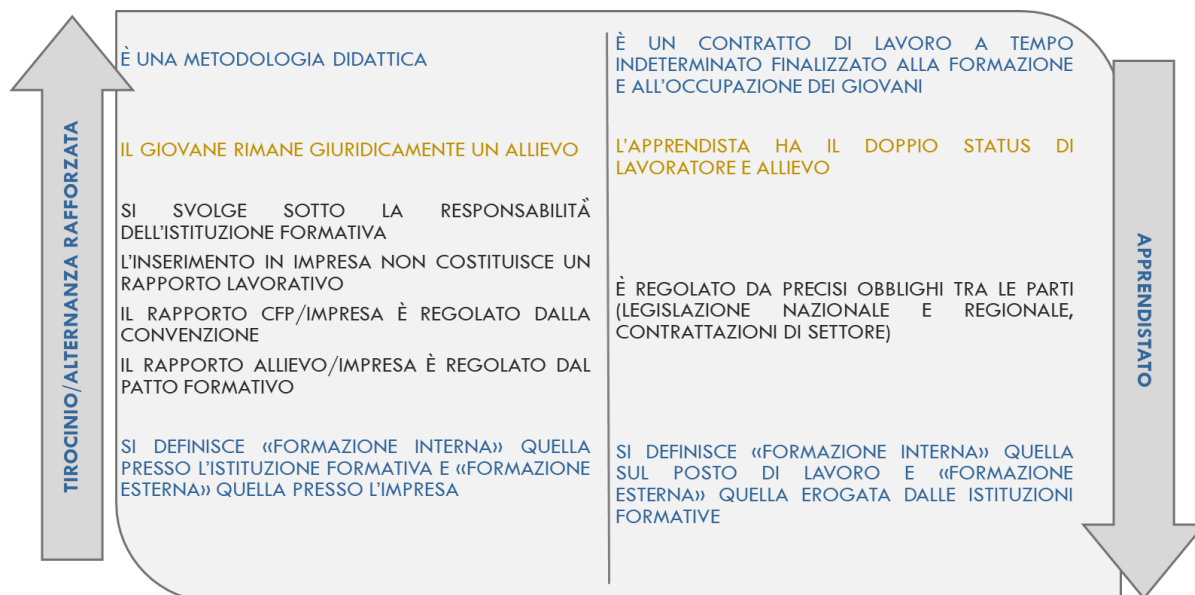 TIROCINIO/ALTERNANZA RAFFORZATA
È UNA METODOLOGIA DIDATTICA
IL GIOVANE RIMANE GIURIDICAMENTE UN ALLIEVO
SI SVOLGE SOTTO LA RESPONSABILITÀ
DELL'ISTITUZIONE FORMATIVA
L'INSERIMENTO IN IMPRESA NON COSTITUISCE UN
RAPPORTO LAVORATIVO
IL RAPPORTO CFP/IMPRESA È REGOLATO DALLA
CONVENZIONE
IL RAPPORTO ALLIEVO/IMPRESA È REGOLATO DAL
PATTO FORMATIVO
SI DEFINISCE «FORMAZIONE INTERNA» QUELLA
PRESSO L'ISTITUZIONE FORMATIVA E «FORMAZIONE
ESTERNA» QUELLA PRESSO L'IMPRESA
È UN CONTRATTO DI LAVORO A TEMPO
INDETERMINATO FINALIZZATO ALLA FORMAZIONE
E ALL'OCCUPAZIONE DEI GIOVANI
L'APPRENDISTA HA IL DOPPIO STATUS DI
LAVORATORE E ALLIEVO
È REGOLATO DA PRECISI OBBLIGHI TRA LE PARTI
(LEGISLAZIONE NAZIONALE E REGIONALE,
CONTRATTAZIONI DI SETTORE)
SI DEFINISCE «FORMAZIONE INTERNA» QUELLA
SUL POSTO DI LAVORO E «FORMAZIONE
ESTERNA» QUELLA EROGATA DALLE ISTITUZIONI
FORMATIVE
APPRENDISTATO